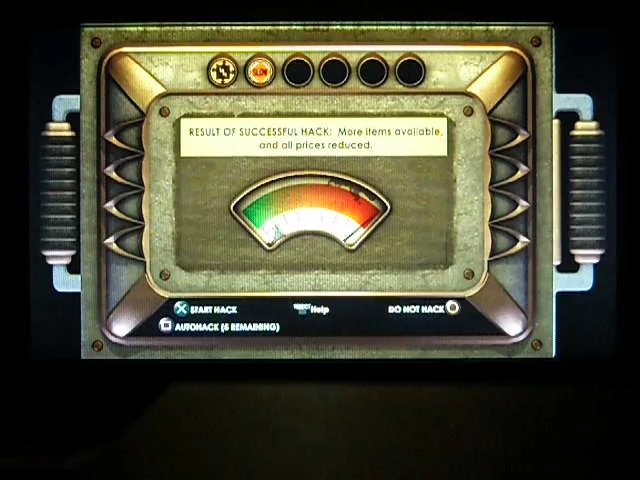 SLOW
RESULT OF SUCCESSFUL HACK: More items available,
and all prices reduced.
START HACK
Help
DO NOT HACK
AUTOHACK (6 REMAINING)